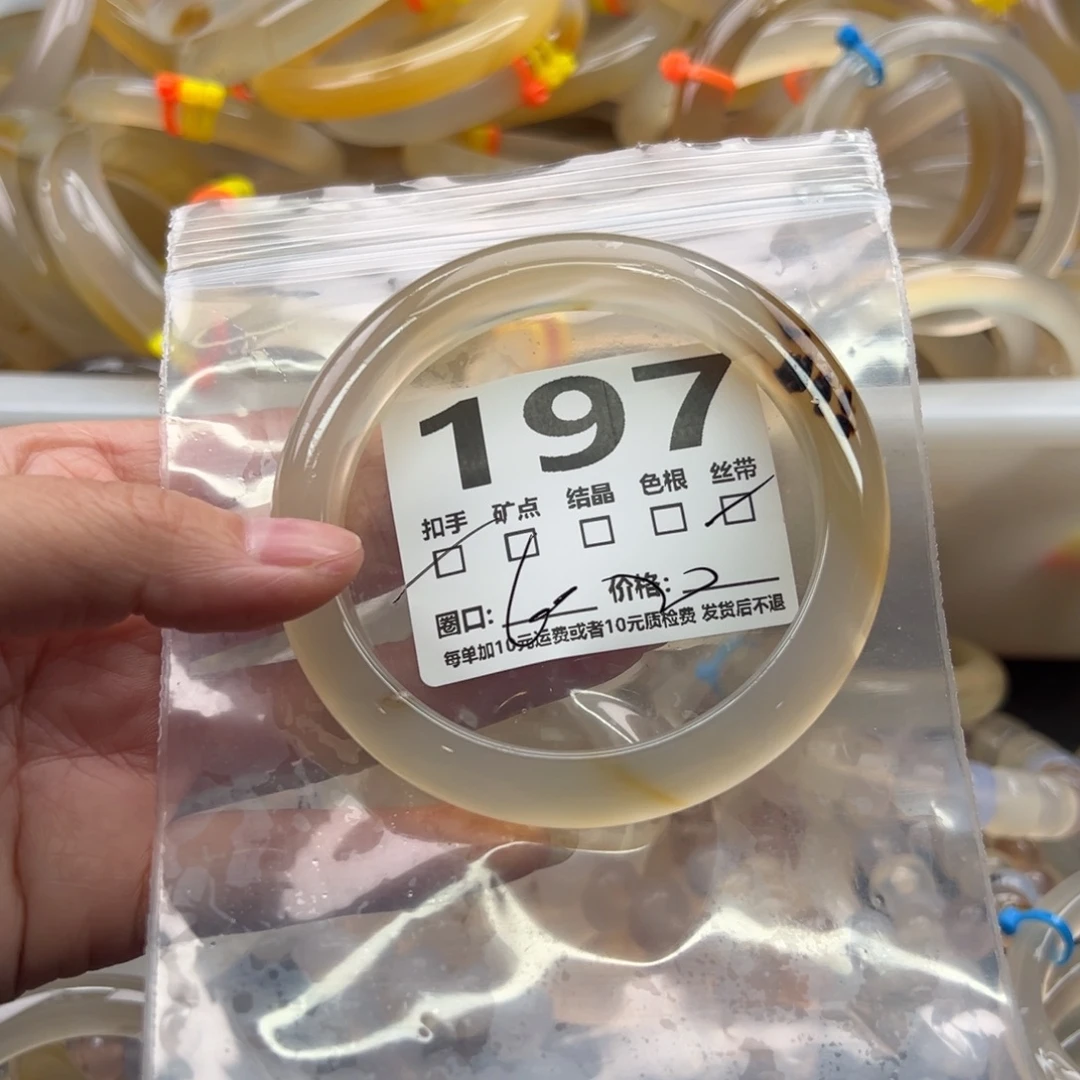 197
扣手 矿点 结晶 色根 丝带
圈口: 价格:
每单加10元运费或者10元质检费 发货后不退